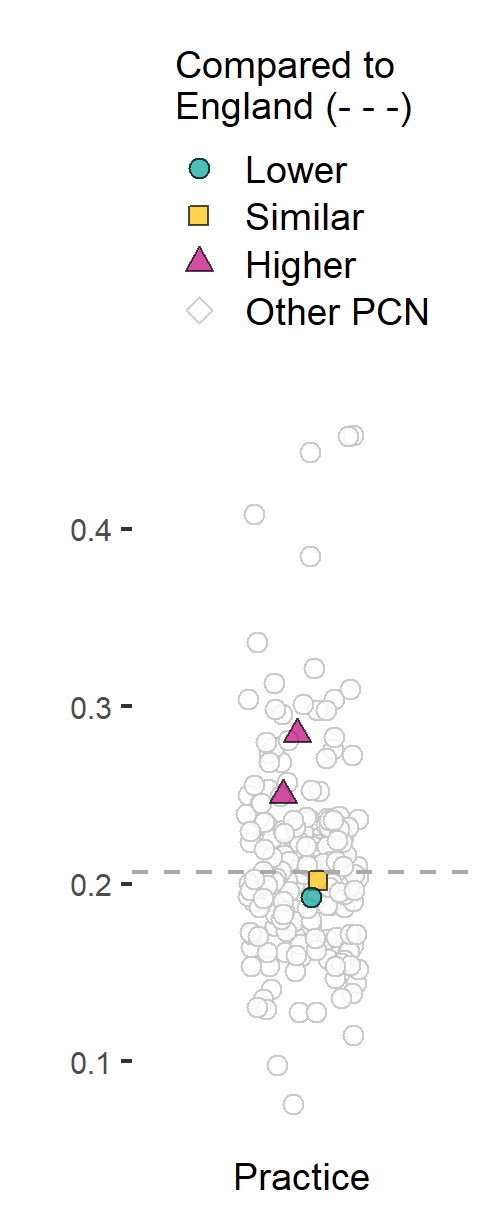 Compared to
England (- - -)
Lower
Similar
Higher
Other PCN
0.4
0.3
0.2
0.1
Practice